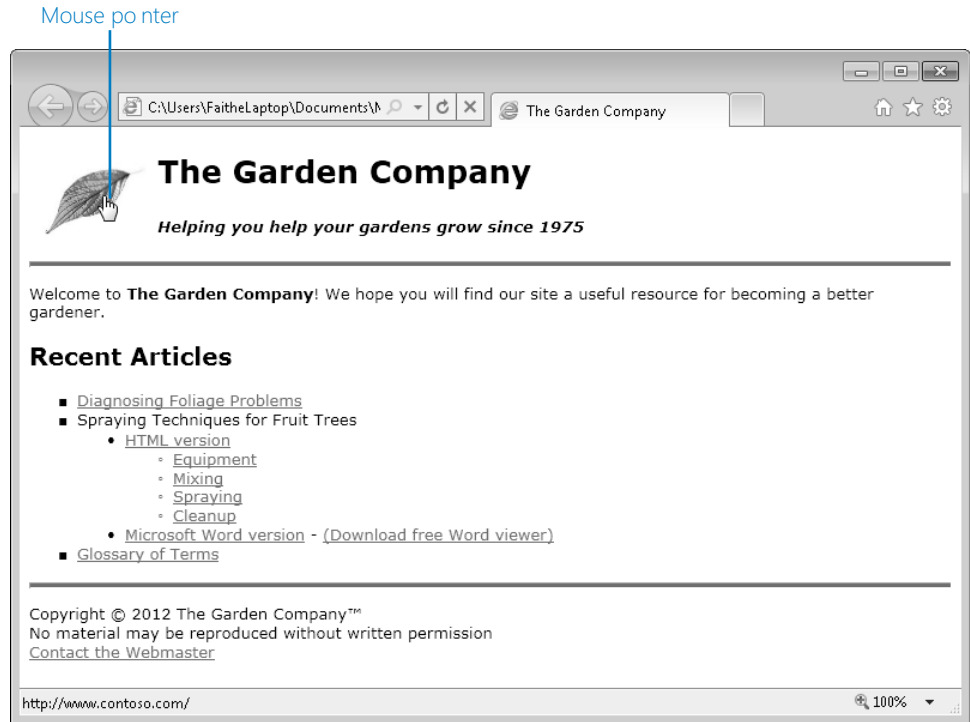 Mouse po nter
C:\Users\FaitheLaptop\Documents\M
The Garden Company
The Garden Company
Helping you help your gardens grow since 1975
Welcome to The Garden Company! We hope you will find our site a useful resource for becoming a better
gardener.
Recent Articles
Diagnosing Foliage Problems
Spraying Techniques for Fruit Trees
HTML version
Equipment
Mixing
Spraying
Cleanup
Microsoft Word version - (Download free Word viewer)
Glossary of Terms
Copyright © 2012 The Garden Company™
No material may be reproduced without written permission
Contact the Webmaster
http://www.contoso.com/
100%